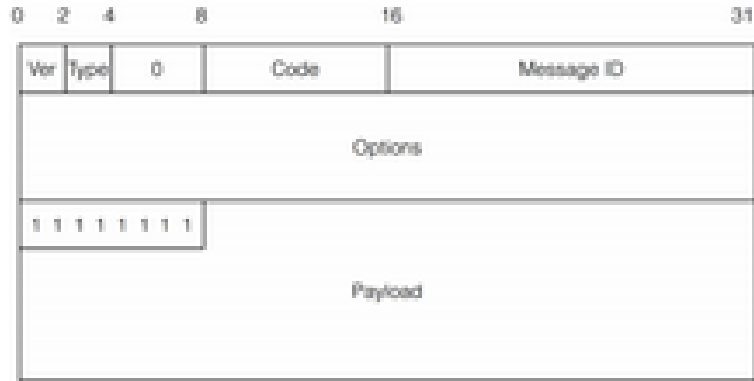 0 2 4 8 16 31
Ver Type 0 Code Message ID
Options
1 1 1 1 1 1 1 1
Payload